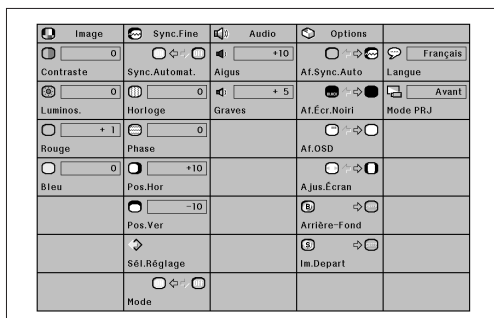 Image Sync.Fine Audio Options
0 +10 Français
Contraste Sync.Automat. Aigus Af.Sync.Auto Langue
0 0 + 5 BLACK Avant
Luminos. Horloge Graves Af.Écr.Noiri Mode PRJ
+ 1 0
Rouge Phase Af.OSD
0 +10
Bleu Pos.Hor Ajus.Écran
-10 B
Pos.Ver Arrière-Fond
S
Sél.Réglage Im.Depart
Mode